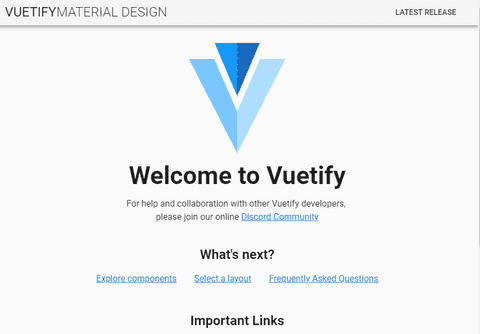 VUETIFYMATERIAL DESIGN
LATEST RELEASE
Welcome to Vuetify
For help and collaboration with other Vuetify developers,
please join our online Discord Community
What's next?
Explore components Select a layout Frequently Asked Questions
Important Links